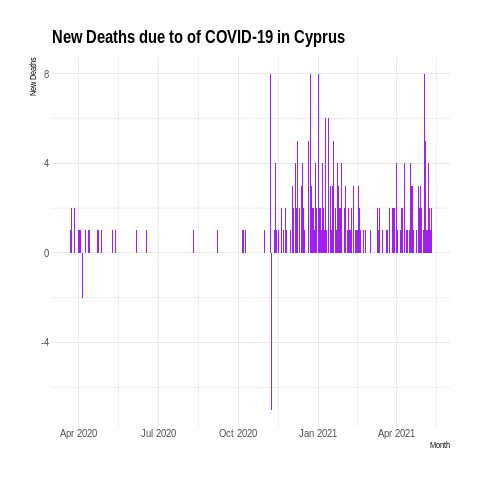 New Deaths due to of COVID-19 in Cyprus
New Deaths
8
4
0
-4
Apr 2020
Jul 2020
Oct 2020
Jan 2021
Apr 2021
Month